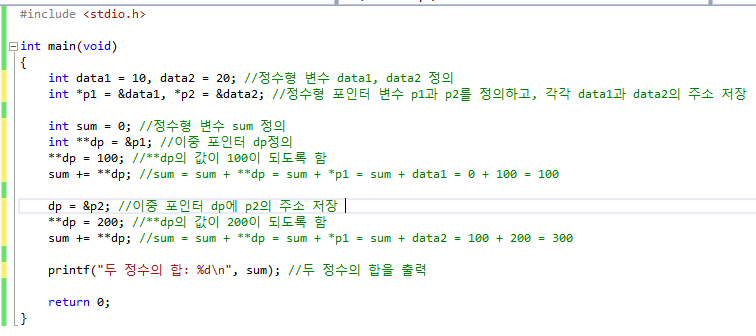 #include <stdio.h>
int main(void)
{
int data1 = 10, data2 = 20; //정수형 변수 data1, data2 정의
int *p1 = &data1, *p2 = &data2; //정수형 포인터 변수 p1과 p2를 정의하고, 각각 data1과 data2의 주소 저장
int sum = 0; //정수형 변수 sum 정의
int **dp = &p1; //이중 포인터 dp정의
**dp = 100; //**dp의 값이 100이 되도록 함
sum += **dp; //sum = sum + **dp = sum + *p1 = sum + data1 = 0 + 100 = 100
dp = &p2; //이중 포인터 dp에 p2의 주소 저장
**dp = 200; //**dp의 값이 200이 되도록 함
sum += **dp; //sum = sum + **dp = sum + *p1 = sum + data2 = 100 + 200 = 300
printf("두 정수의 합: %d\n", sum); //두 정수의 합을 출력
return 0;
}